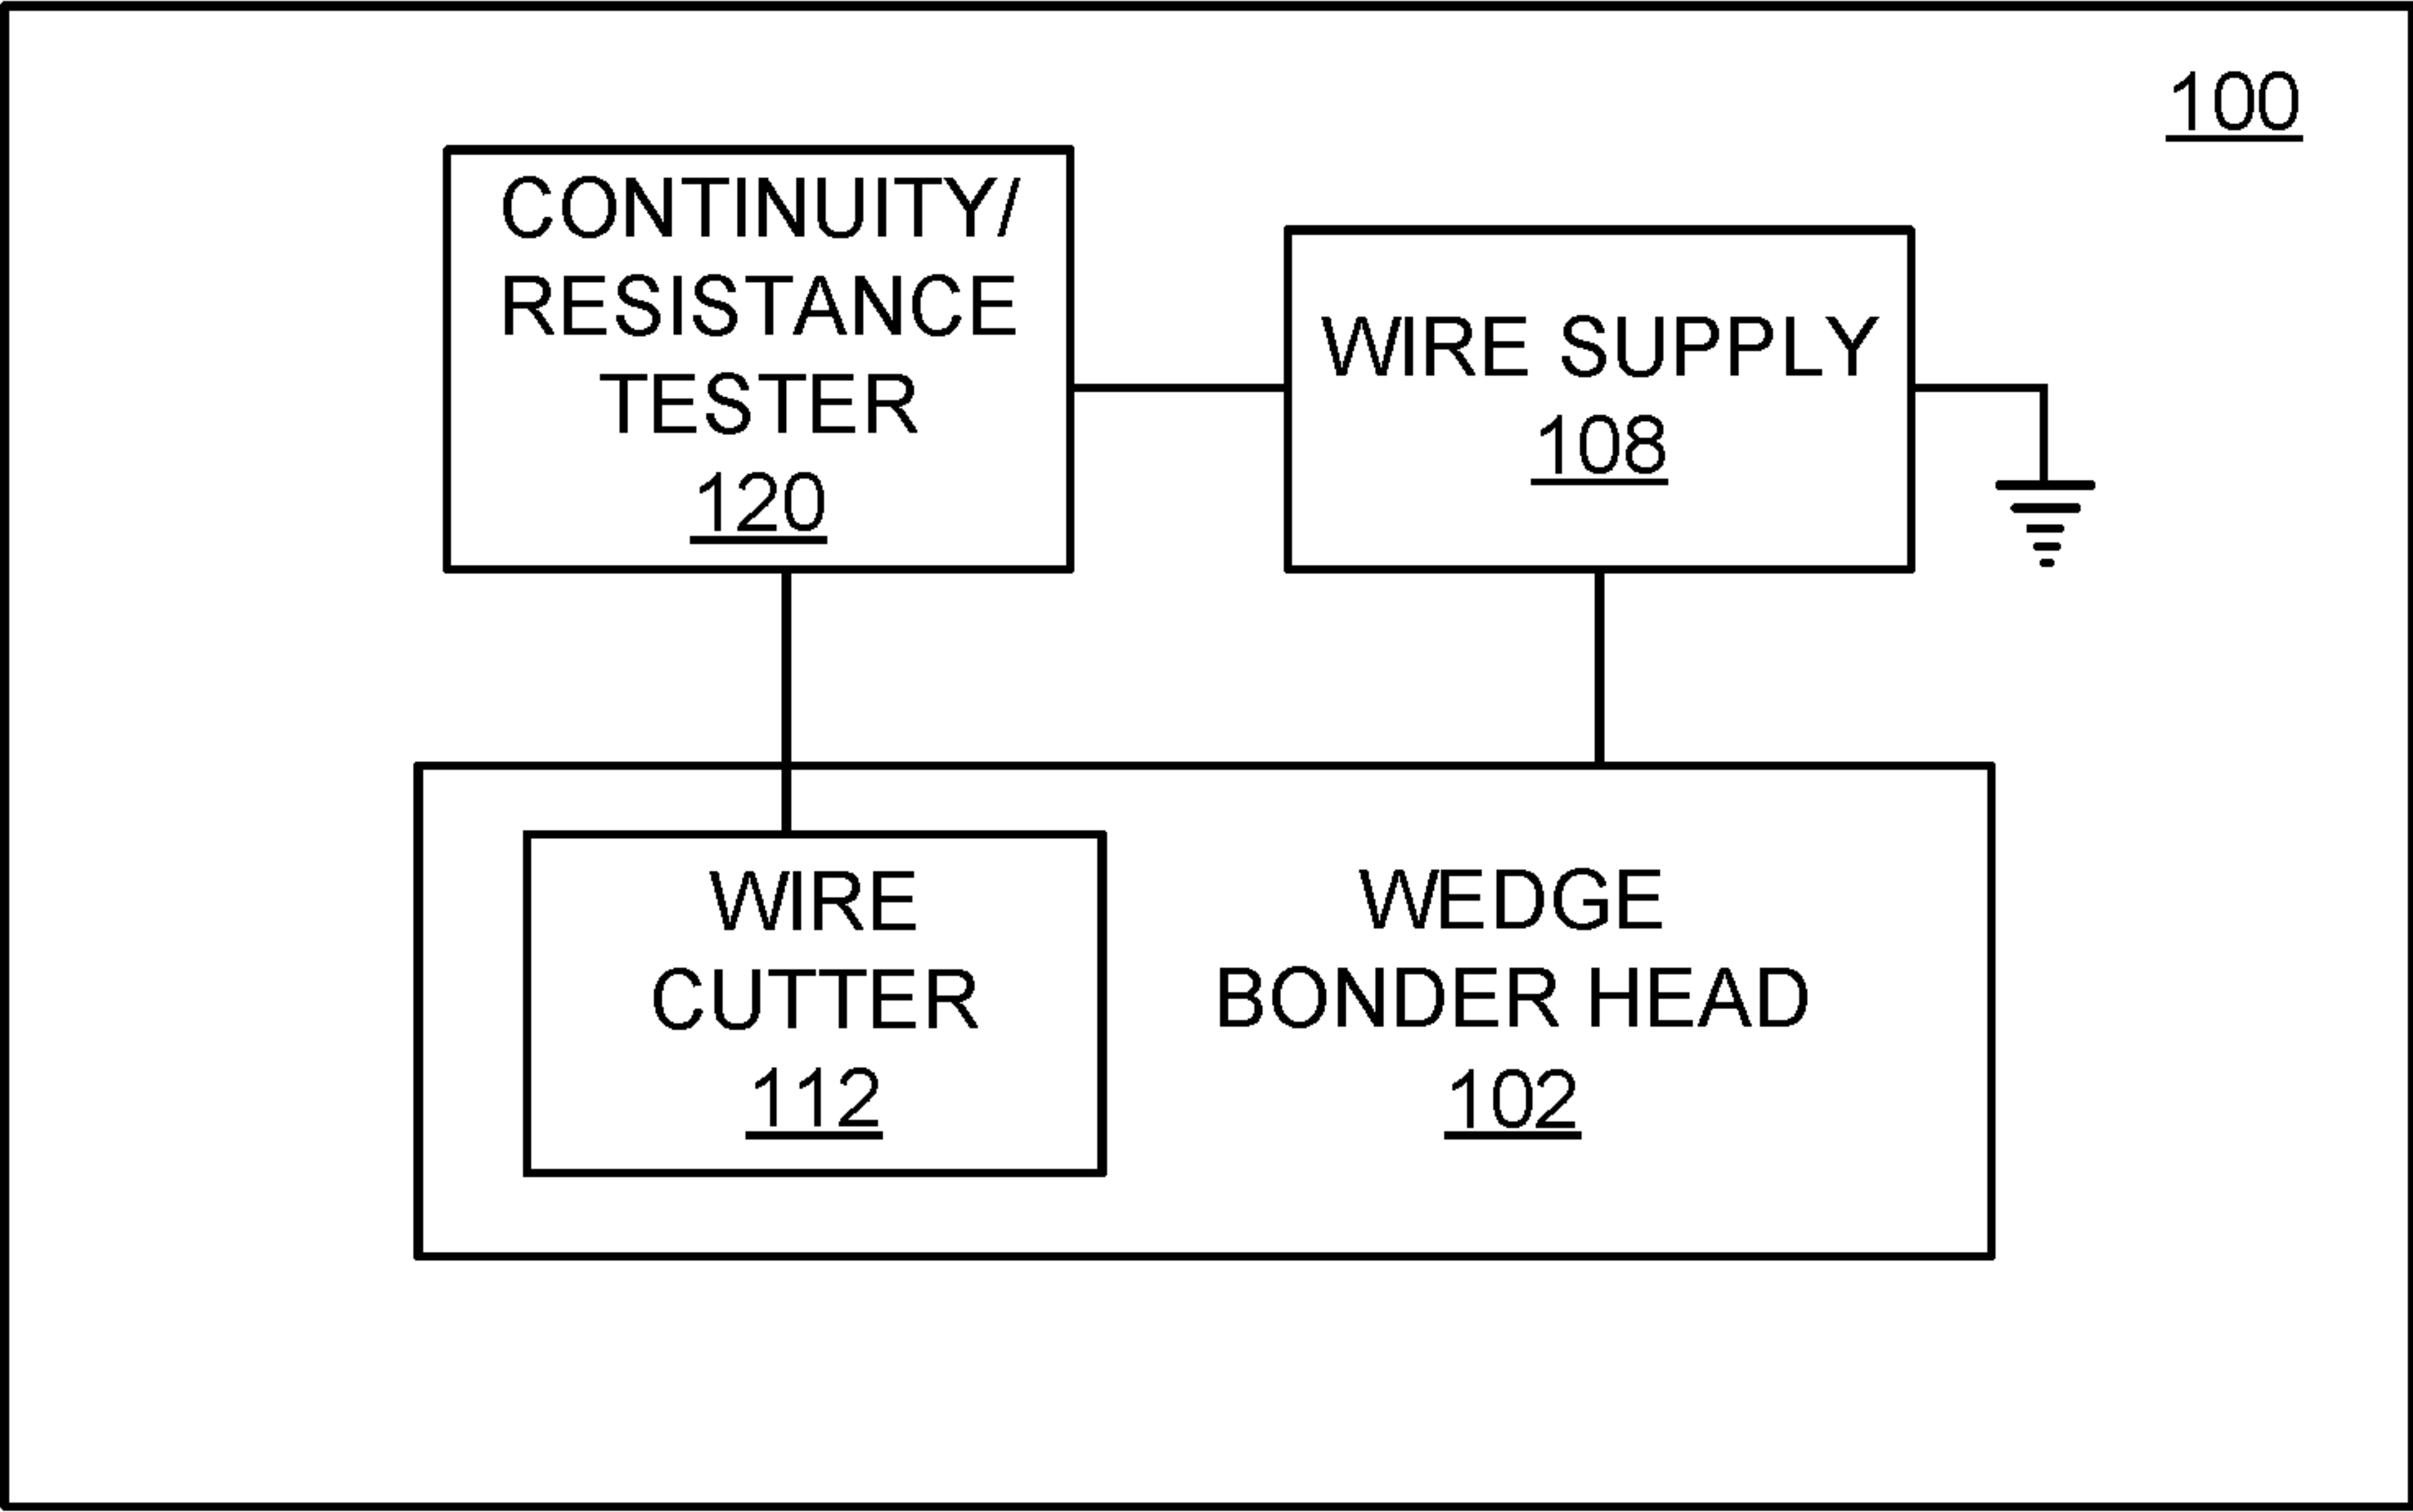 100
CONTINUITY/
RESISTANCE
TESTER
120
WIRE SUPPLY
108
WIRE
CUTTER
112
WEDGE
BONDER HEAD
102